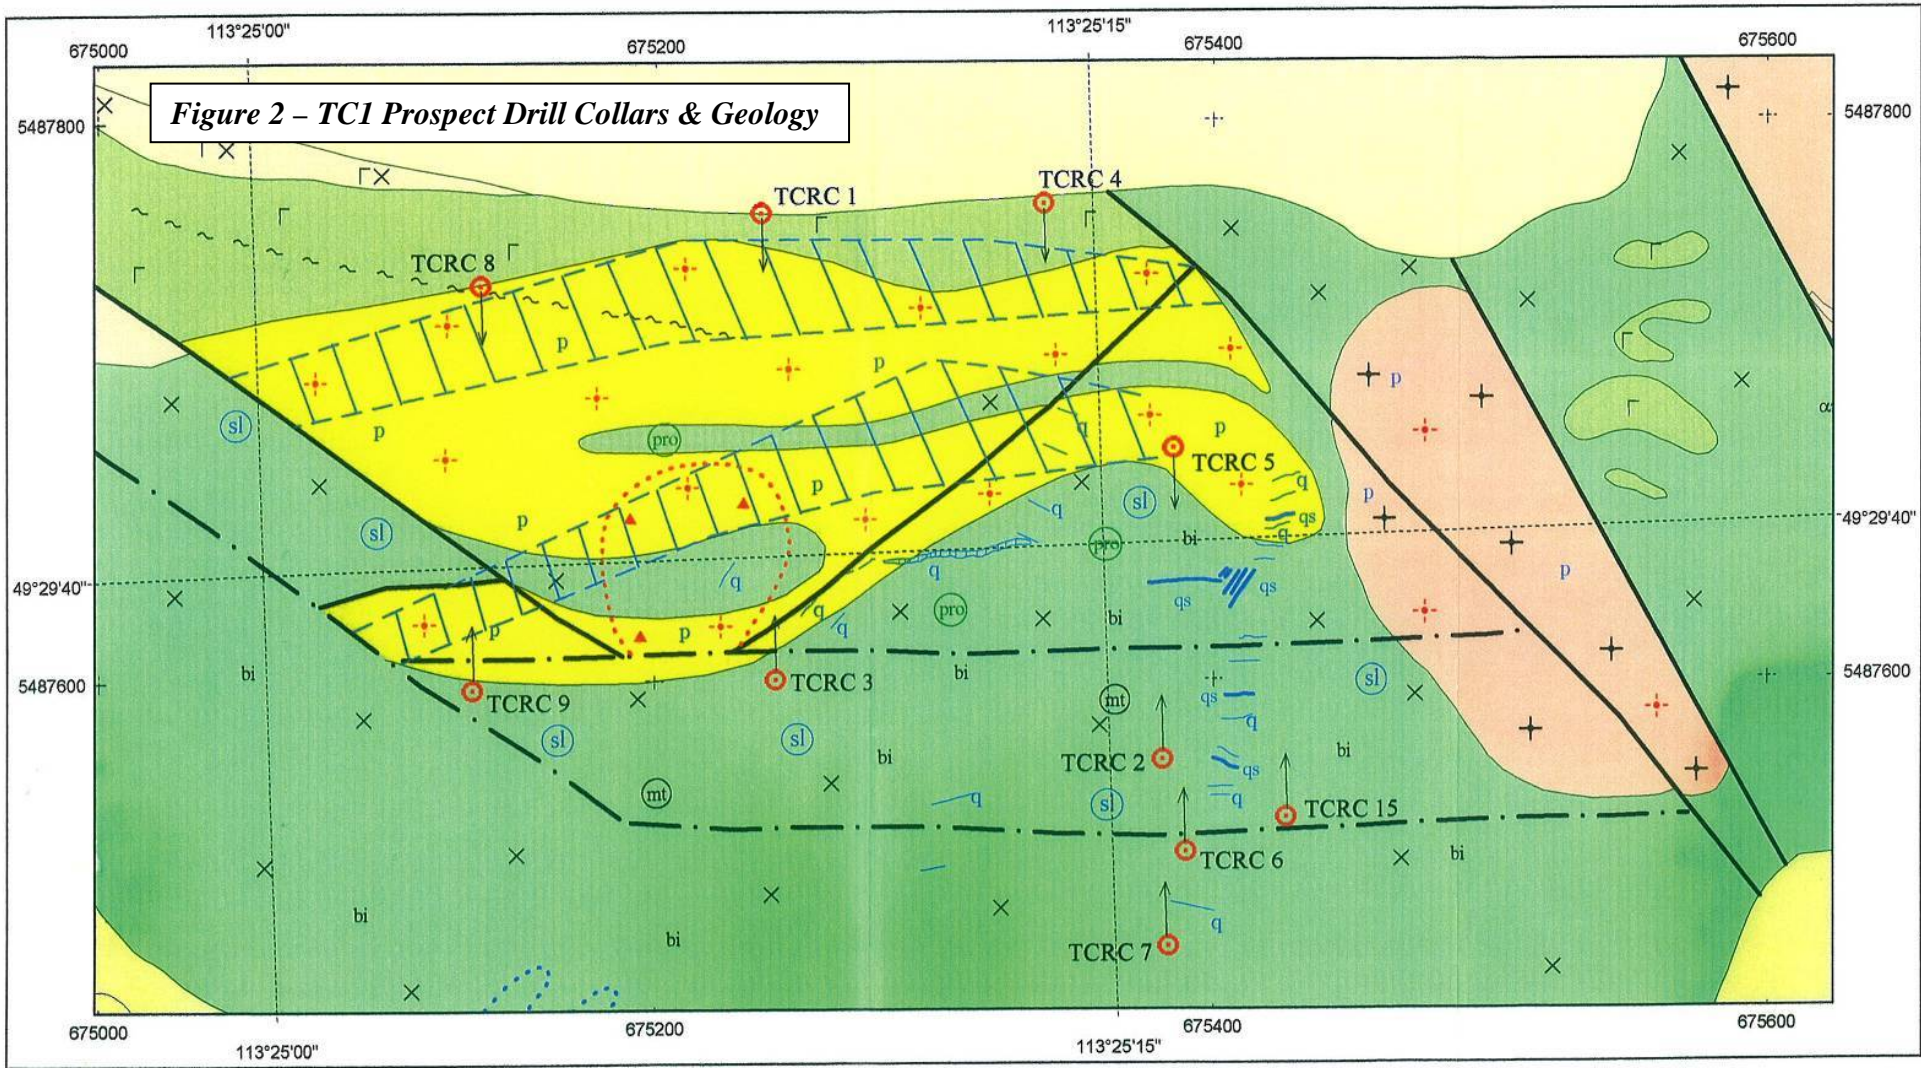 113°25'00"
113°25'15"
675000
675200
675400
675600
Figure 2 – TC1 Prospect Drill Collars & Geology
5487800
5487800
TCRC 1
TCRC 4
TCRC 8
p
p
p
p
α
sl
p
pro
q
p
TCRC 5
p
p
q
sl
p
sl
q
qs
q
49°29'40"
pro
bi
q
p
49°29'40"
q
qs
qs
p
p
q
q
pro
bi
bi
bi
sl
5487600
5487600
TCRC 9
TCRC 3
mt
qs
q
sl
sl
bi
TCRC 2
qs
bi
mt
q
sl
q
TCRC 15
TCRC 6
bi
bi
bi
q
TCRC 7
675000
675200
675400
675600
113°25'00"
113°25'15"